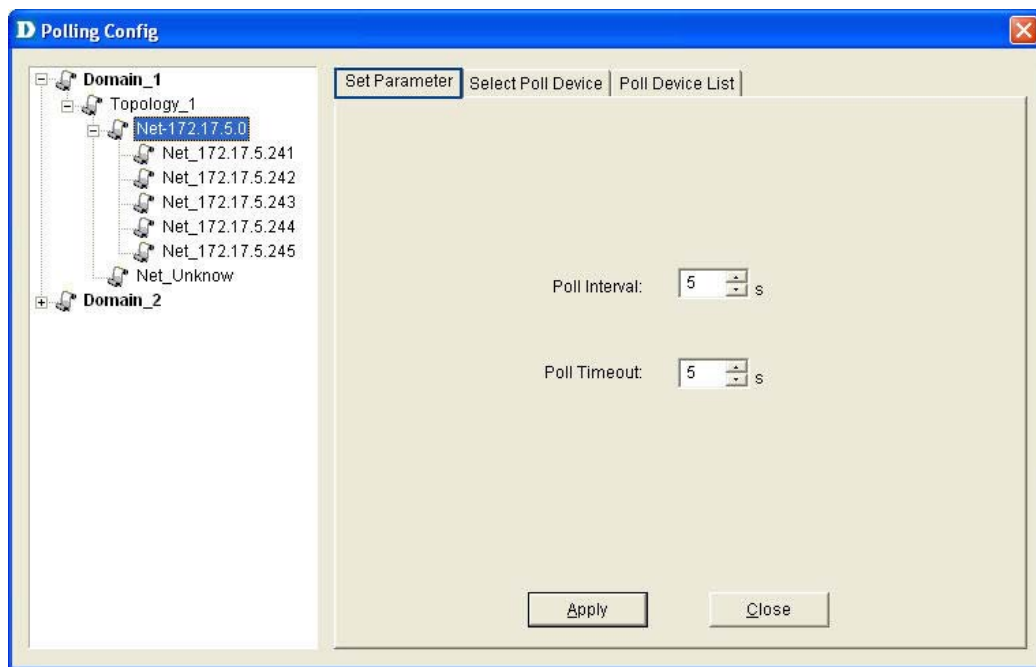 D Polling Config
Domain_1
Topology_1
Net-172.17.5.0
Net_172.17.5.241
Net_172.17.5.242
Net_172.17.5.243
Net_172.17.5.244
Net_172.17.5.245
Net_Unknow
Domain_2
Set Parameter Select Poll Device Poll Device List
Poll Interval: 5 s
Poll Timeout: 5 s
Apply Close